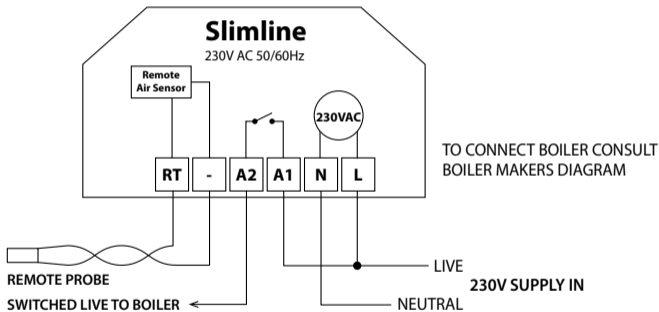 Slimline
230V AC 50/60Hz
Remote
Air Sensor
230VAC
RT
-
A2
A1
N
L
TO CONNECT BOILER CONSULT
BOILER MAKERS DIAGRAM
REMOTE PROBE
SWITCHED LIVE TO BOILER
LIVE
230V SUPPLY IN
NEUTRAL